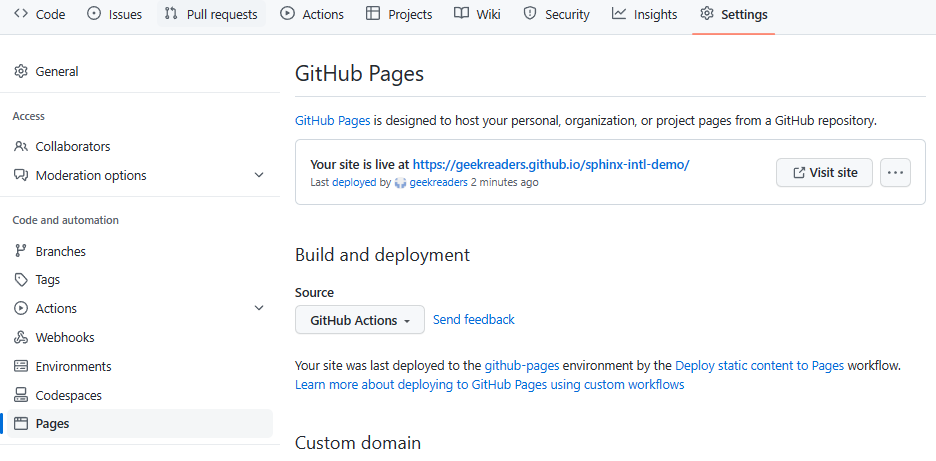 Code Issues Pull requests Actions Projects Wiki Security Insights Settings
General
Access
Collaborators
Moderation options
Code and automation
Branches
Tags
Actions
Webhooks
Environments
Codespaces
Pages
GitHub Pages
GitHub Pages is designed to host your personal, organization, or project pages from a GitHub repository.
Your site is live at https://geekreaders.github.io/sphinx-intl-demo/
Last deployed by geekreaders 2 minutes ago
Visit site
Build and deployment
Source
GitHub Actions Send feedback
Your site was last deployed to the github-pages environment by the Deploy static content to Pages workflow.
Learn more about deploying to GitHub Pages using custom workflows
Custom domain